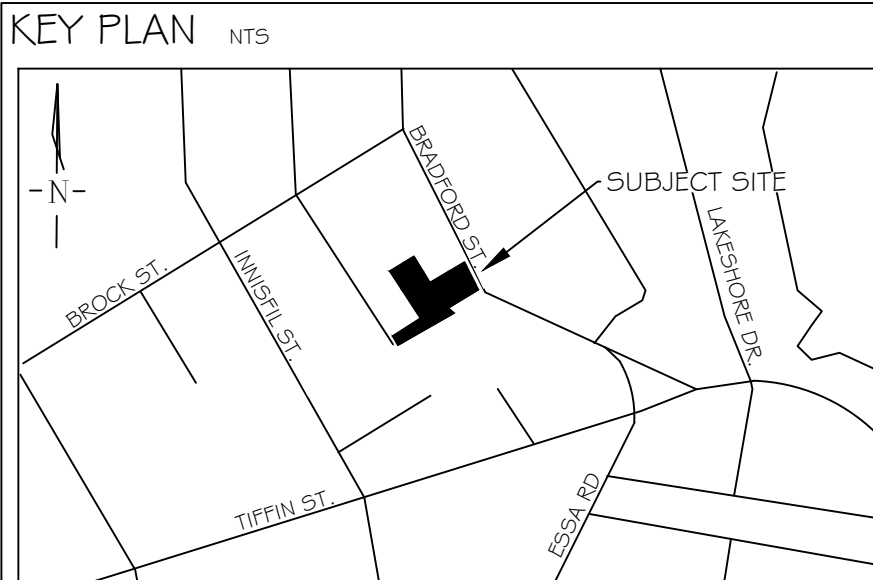 KEY PLAN NTS
N
BRADFORD ST.
SUBJECT SITE
LAKESHORE DR.
INNISFIL ST.
BROCK ST.
TIFFIN ST.
ESSA RD